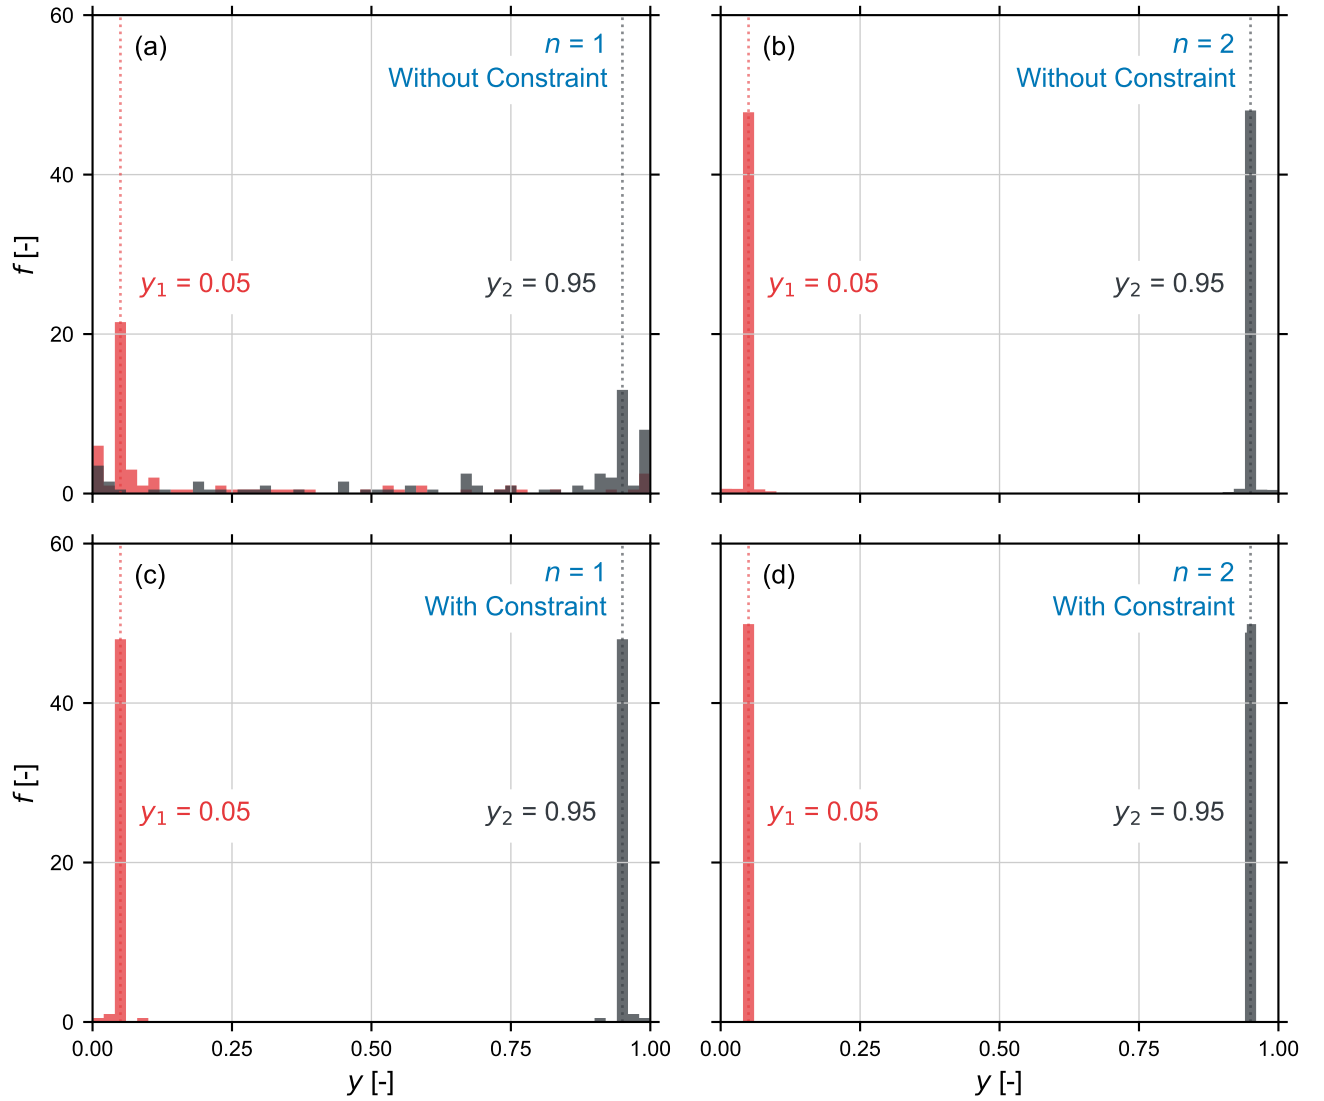 60
(a)
n = 1
Without Constraint
40
f [-]
y₁ = 0.05
y₂ = 0.95
20
0
(b)
n = 2
Without Constraint
y₁ = 0.05
y₂ = 0.95
60
(c)
n = 1
With Constraint
40
f [-]
y₁ = 0.05
y₂ = 0.95
20
0
0.00 0.25 0.50 0.75 1.00
y [-]
(d)
n = 2
With Constraint
y₁ = 0.05
y₂ = 0.95
0.00 0.25 0.50 0.75 1.00
y [-]